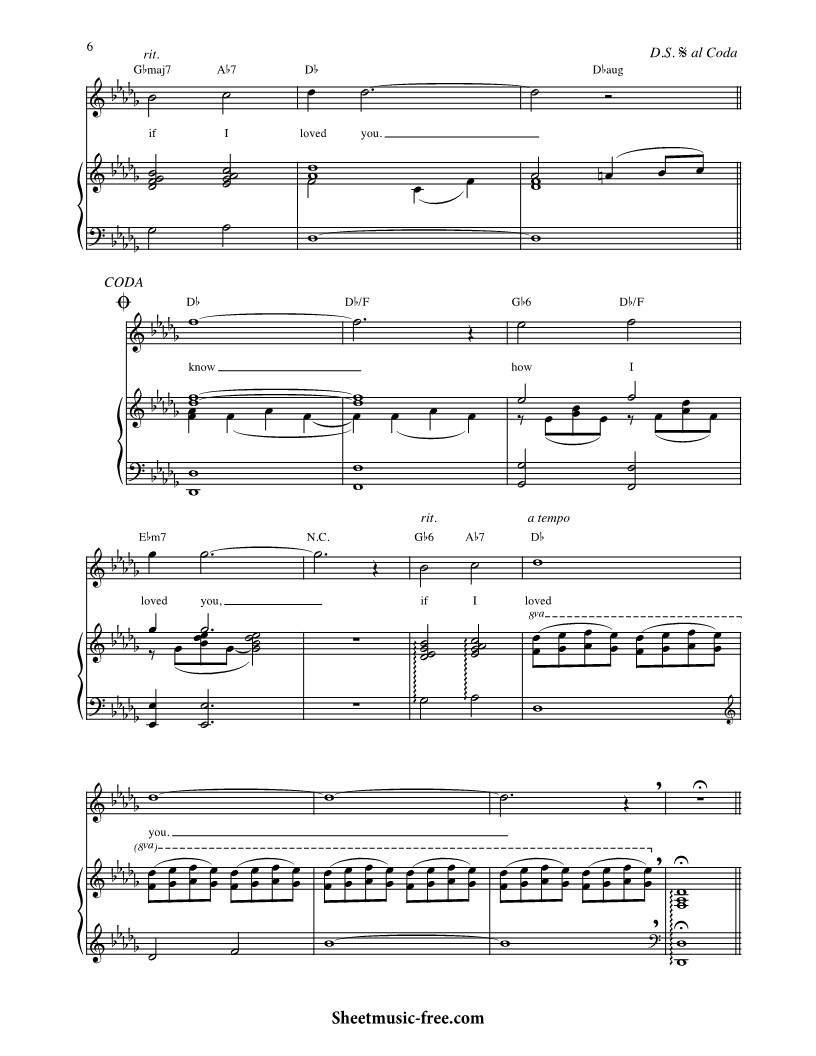 6
rit.
D.S. 𝄋 al Coda
G♭maj7 A♭7 D♭ D♭aug
if I loved you.
CODA
D♭ D♭/F G♭6 D♭/F
know how I
rit. a tempo
E♭m7 N.C. G♭6 A♭7 D♭
loved you, if I loved
8va
you.
(8va)
Sheetmusic-free.com